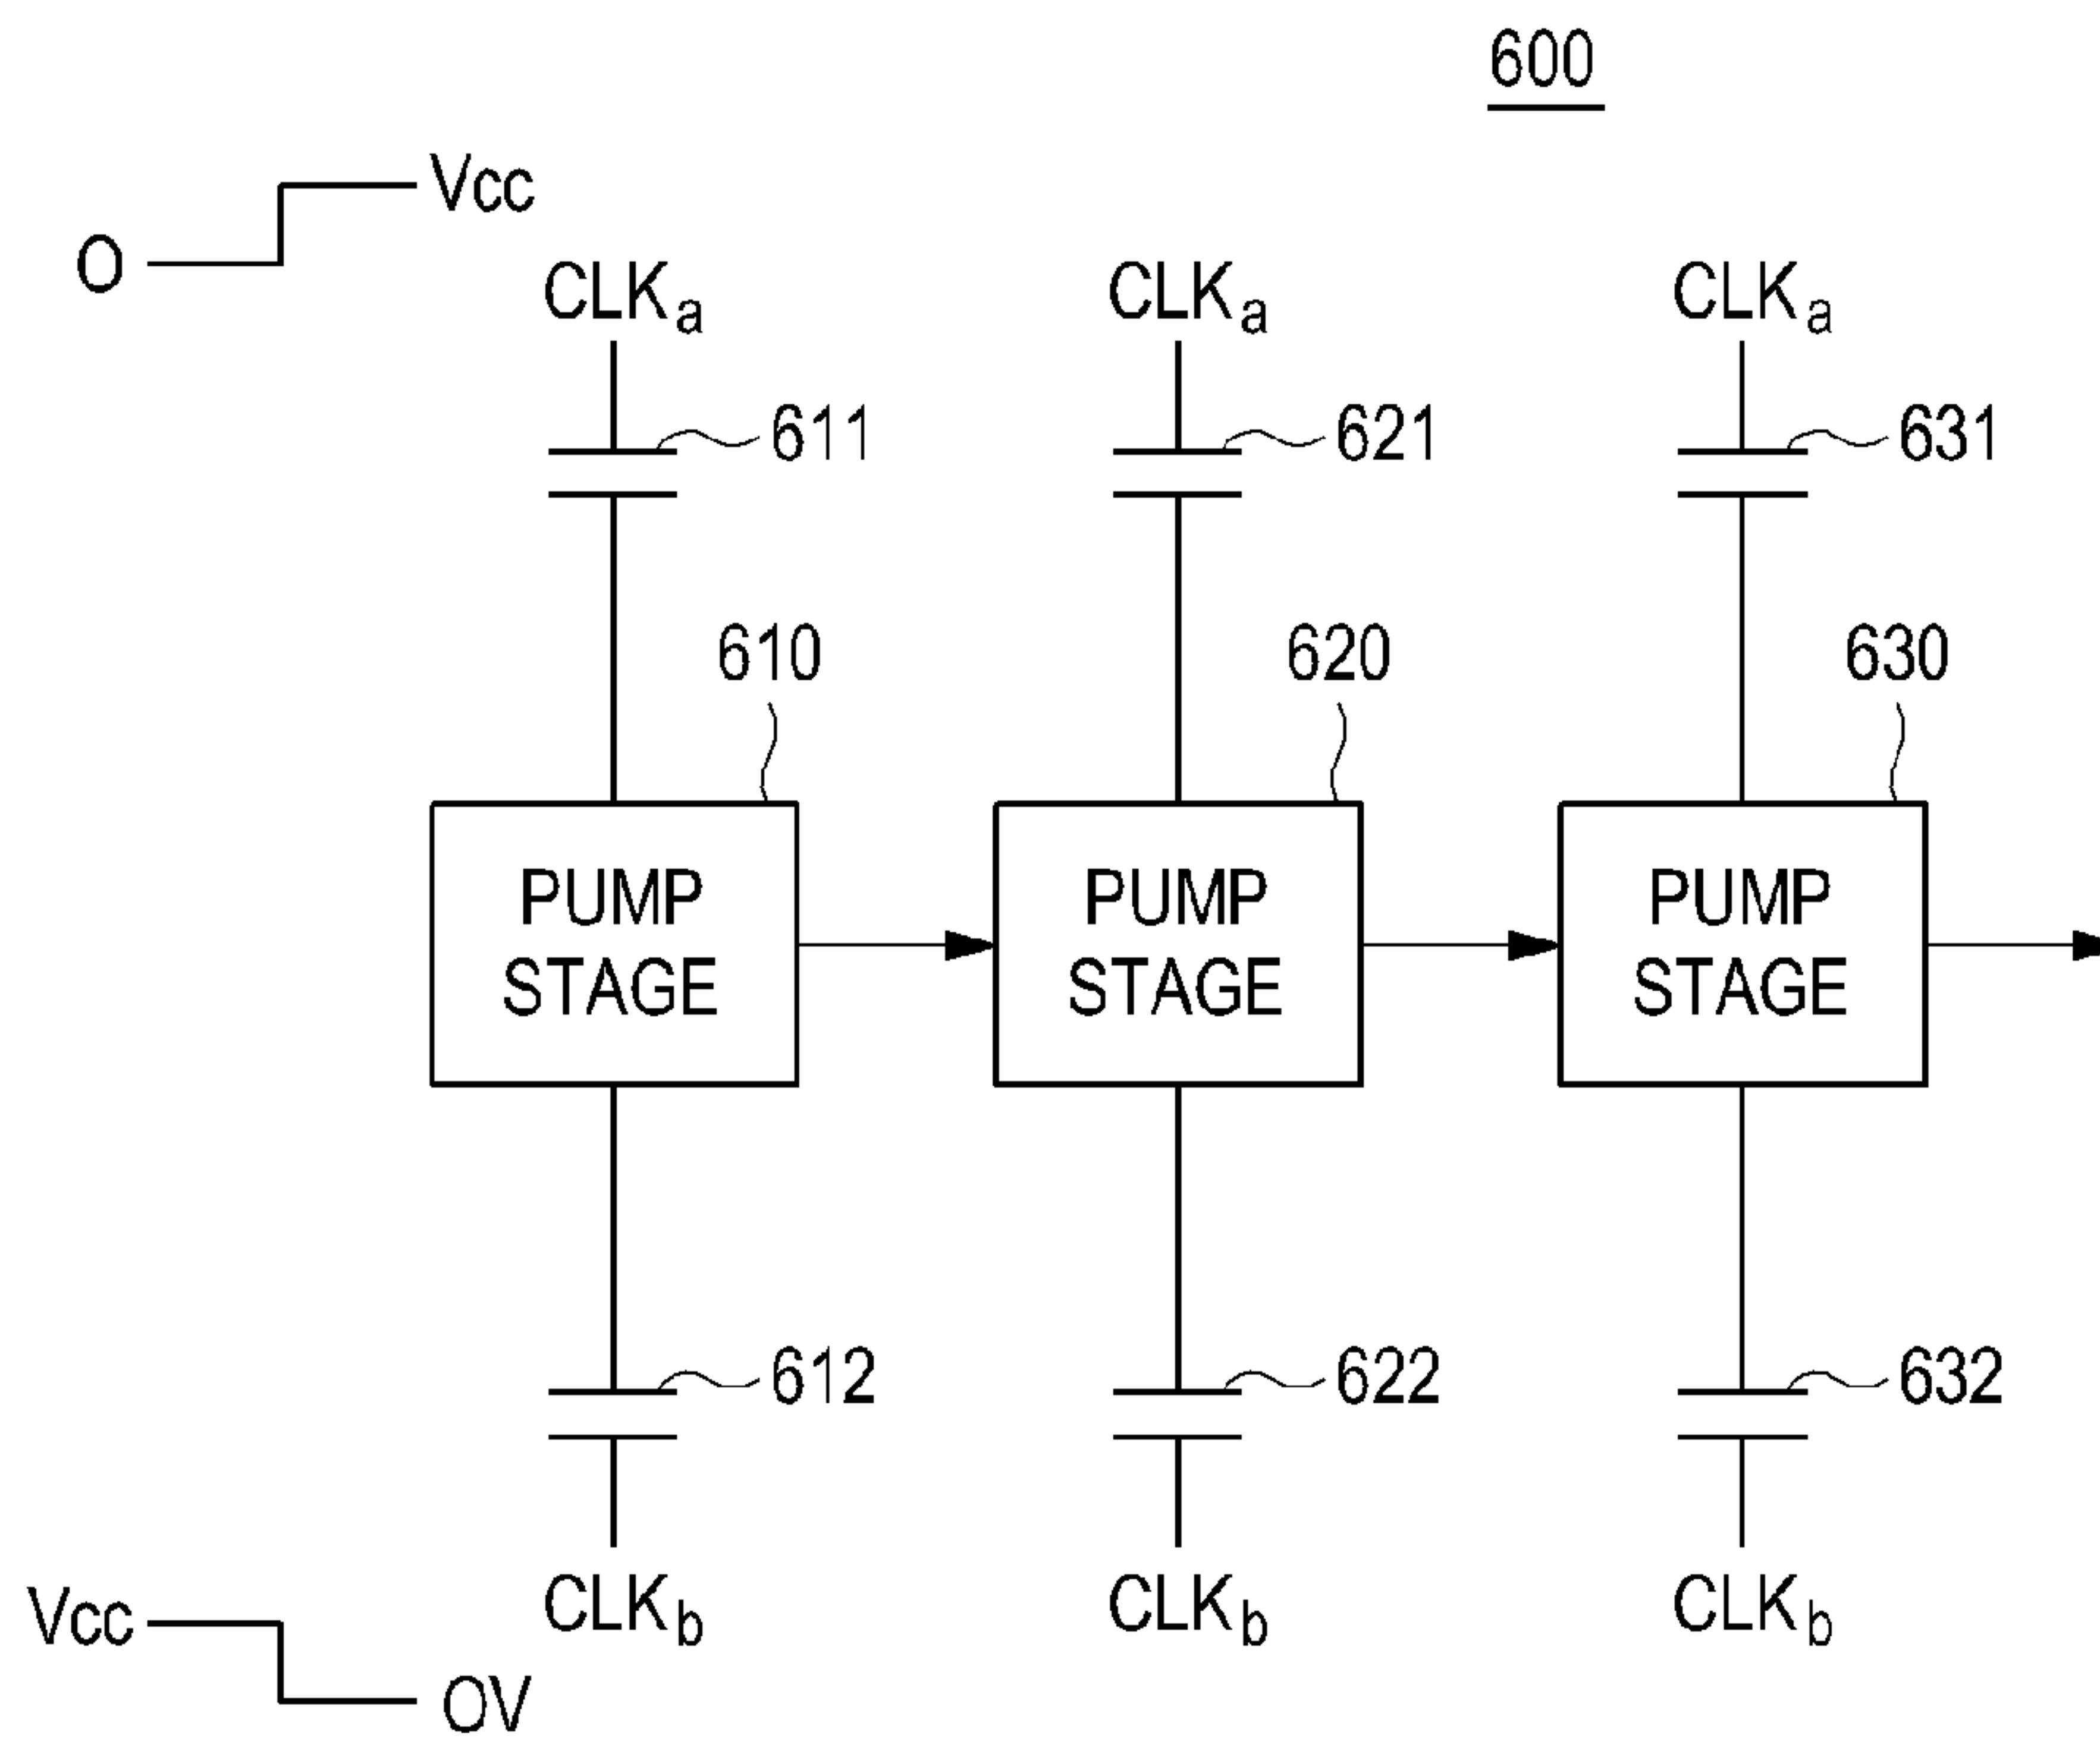 600
Vcc
O
CLKa CLKa CLKa
611 621 631
610 620 630
PUMP STAGE
PUMP STAGE
PUMP STAGE
612 622 632
CLKb CLKb CLKb
Vcc
OV